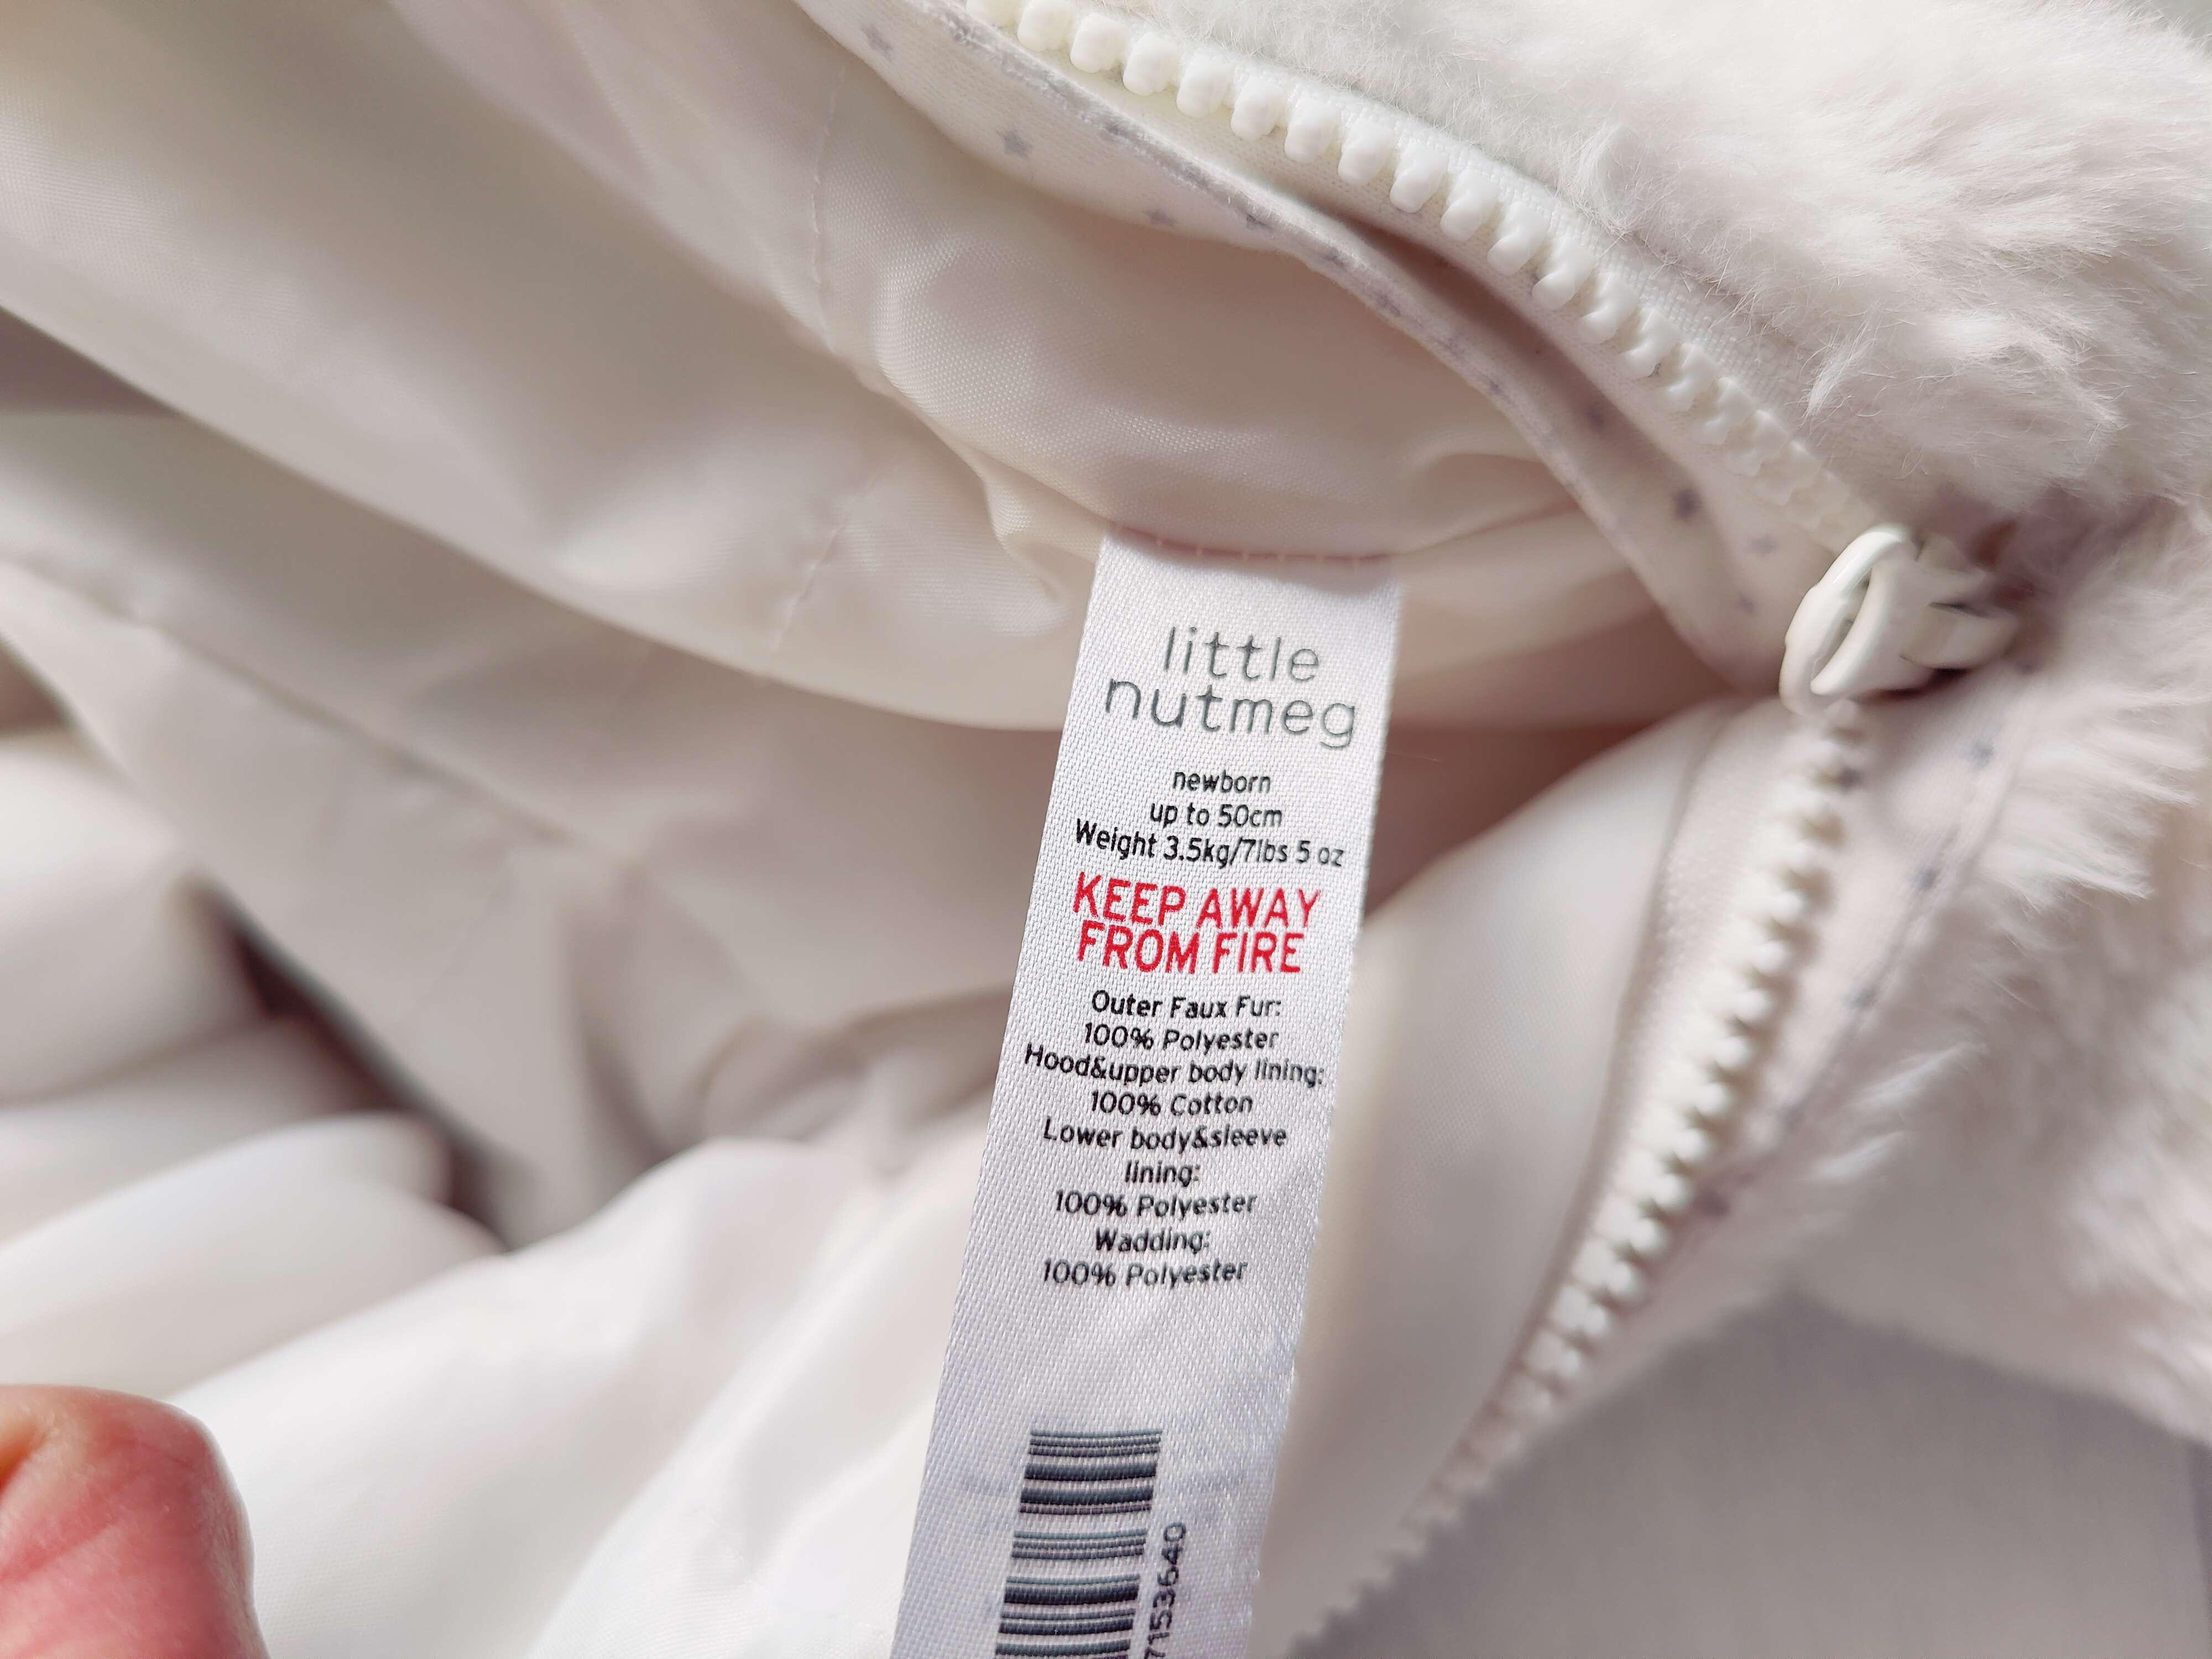 little
nutmeg
newborn
up to 50cm
Weight 3.5kg/7lbs 5 oz
KEEP AWAY
FROM FIRE
Outer Faux Fur:
100% Polyester
Hood&upper body lining:
100% Cotton
Lower body&sleeve
lining:
100% Polyester
Wadding:
100% Polyester
7153640